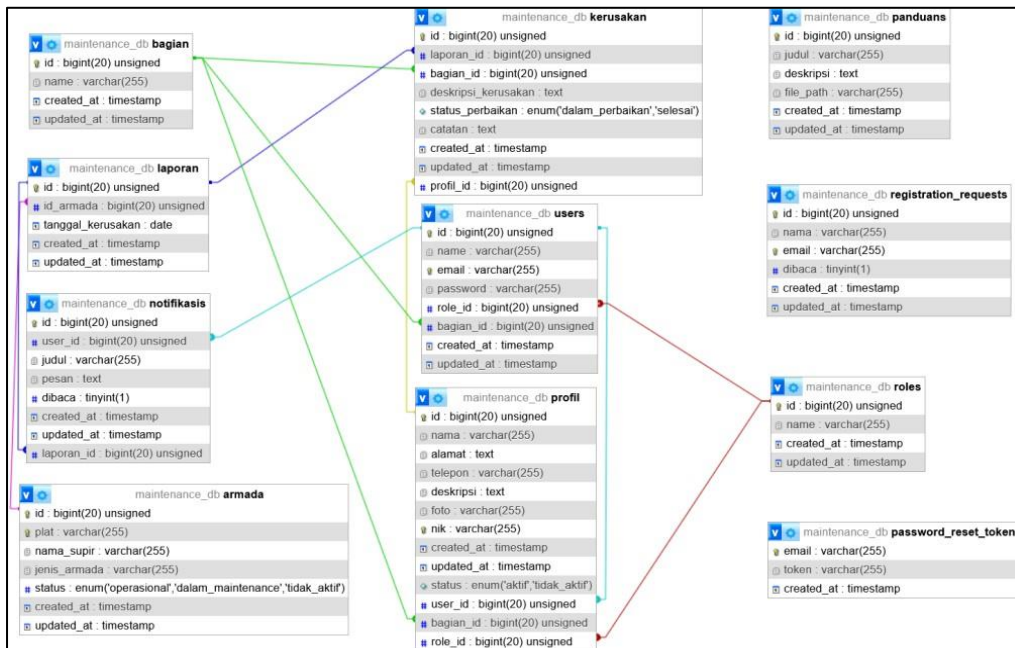 maintenance_db bagian
id : bigint(20) unsigned
name : varchar(255)
created_at : timestamp
updated_at : timestamp
maintenance_db laporan
id : bigint(20) unsigned
id_armada : bigint(20) unsigned
tanggal_kerusakan : date
created_at : timestamp
updated_at : timestamp
maintenance_db notifikasis
id : bigint(20) unsigned
user_id : bigint(20) unsigned
judul : varchar(255)
pesan : text
dibaca : tinyint(1)
created_at : timestamp
updated_at : timestamp
laporan_id : bigint(20) unsigned
maintenance_db armada
id : bigint(20) unsigned
plat : varchar(255)
nama_supir : varchar(255)
jenis_armada : varchar(255)
status : enum('operasional','dalam_maintenance','tidak_aktif')
created_at : timestamp
updated_at : timestamp
maintenance_db kerusakan
id : bigint(20) unsigned
laporan_id : bigint(20) unsigned
bagian_id : bigint(20) unsigned
deskripsi_kerusakan : text
status_perbaikan : enum('dalam_perbaikan','selesai')
catatan : text
created_at : timestamp
updated_at : timestamp
profil_id : bigint(20) unsigned
maintenance_db users
id : bigint(20) unsigned
name : varchar(255)
email : varchar(255)
password : varchar(255)
role_id : bigint(20) unsigned
bagian_id : bigint(20) unsigned
created_at : timestamp
updated_at : timestamp
maintenance_db profil
id : bigint(20) unsigned
nama : varchar(255)
alamat : text
telepon : varchar(255)
deskripsi : text
foto : varchar(255)
nik : varchar(255)
created_at : timestamp
updated_at : timestamp
status : enum('aktif','tidak_aktif')
user_id : bigint(20) unsigned
bagian_id : bigint(20) unsigned
role_id : bigint(20) unsigned
maintenance_db panduans
id : bigint(20) unsigned
judul : varchar(255)
deskripsi : text
file_path : varchar(255)
created_at : timestamp
updated_at : timestamp
maintenance_db registration_requests
id : bigint(20) unsigned
nama : varchar(255)
email : varchar(255)
dibaca : tinyint(1)
created_at : timestamp
updated_at : timestamp
maintenance_db roles
id : bigint(20) unsigned
name : varchar(255)
created_at : timestamp
updated_at : timestamp
maintenance_db password_reset_token
email : varchar(255)
token : varchar(255)
created_at : timestamp